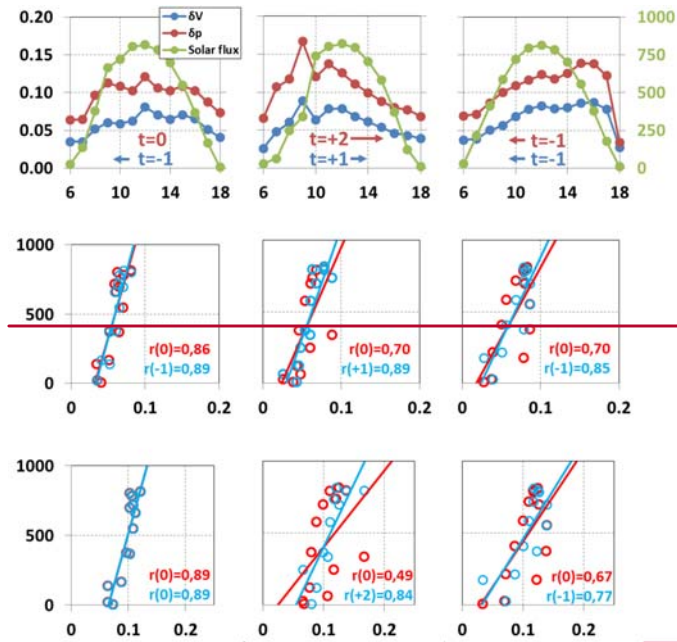 0.20 1000
δV
δp
Solar flux
0.15 750
0.10 500
0.05 t=0 t=+2 t=-1 250
t=-1 t=+1 t=-1
0.00 0
6 10 14 18 6 10 14 18 6 10 14 18
1000
500
r(0)=0,86 r(0)=0,70 r(0)=0,70
r(-1)=0,89 r(+1)=0,89 r(-1)=0,85
0
0 0.1 0.2 0 0.1 0.2 0 0.1 0.2
1000
500
r(0)=0,89 r(0)=0,49 r(0)=0,67
r(0)=0,89 r(+2)=0,84 r(-1)=0,77
0
0 0.1 0.2 0 0.1 0.2 0 0.1 0.2